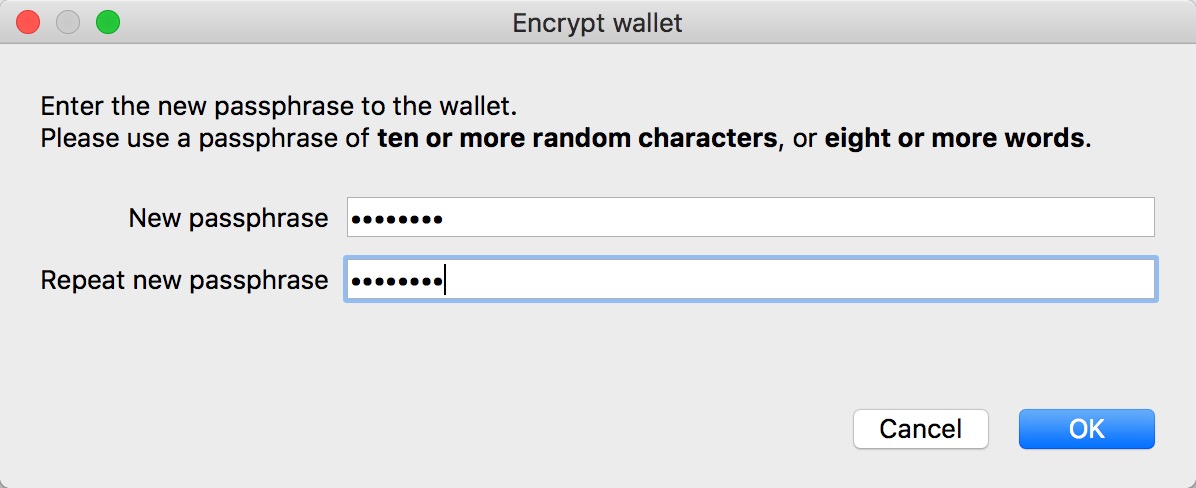 Encrypt wallet
Enter the new passphrase to the wallet.
Please use a passphrase of ten or more random characters, or eight or more words.
New passphrase ••••••••
Repeat new passphrase ••••••••
Cancel OK